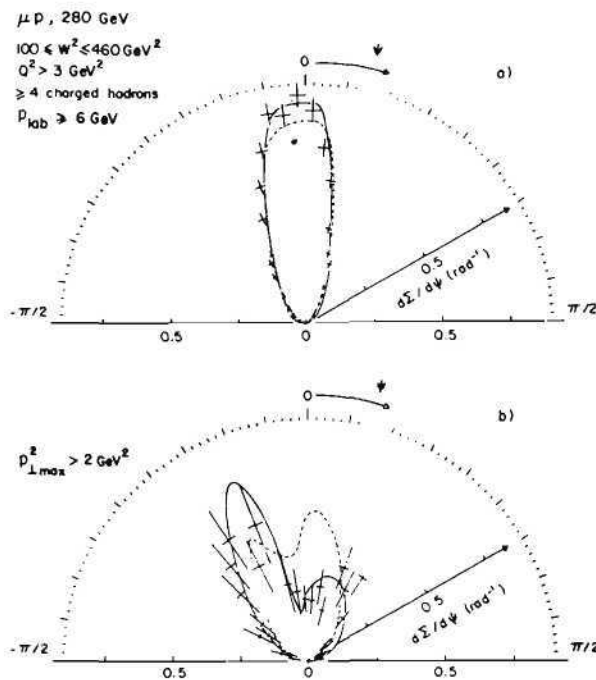 μp, 280 GeV
100 ≤ W² ≤ 460 GeV²
Q² > 3 GeV²
≥ 4 charged hadrons
p_lab ≥ 6 GeV
0
ψ
a)
0.5
dΣ/dψ (rad⁻¹)
-π/2
π/2
0.5
0
0.5
0
ψ
b)
p²_⊥max > 2 GeV²
0.5
dΣ/dψ (rad⁻¹)
-π/2
π/2
0.5
0
0.5